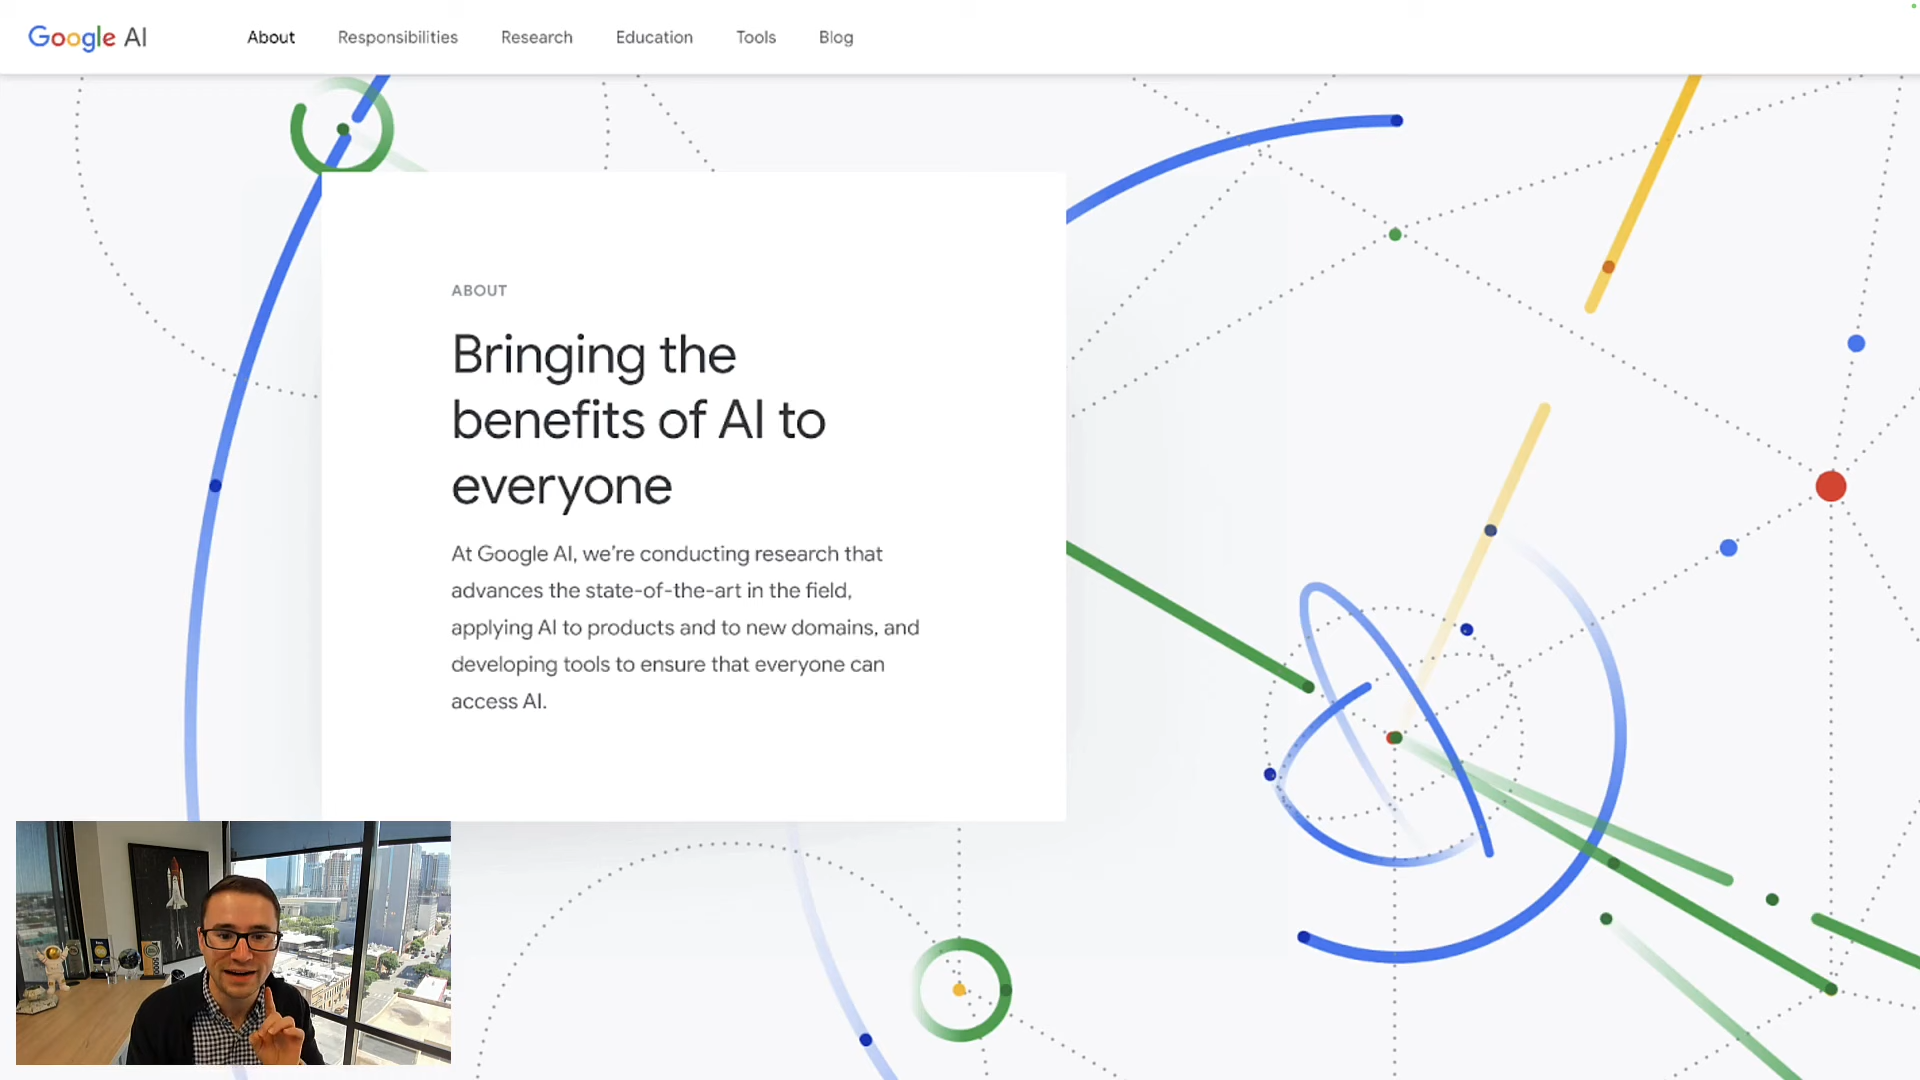 Google AI About Responsibilities Research Education Tools Blog
ABOUT
Bringing the
benefits of AI to
everyone
At Google AI, we’re conducting research that
advances the state-of-the-art in the field,
applying AI to products and to new domains, and
developing tools to ensure that everyone can
access AI.